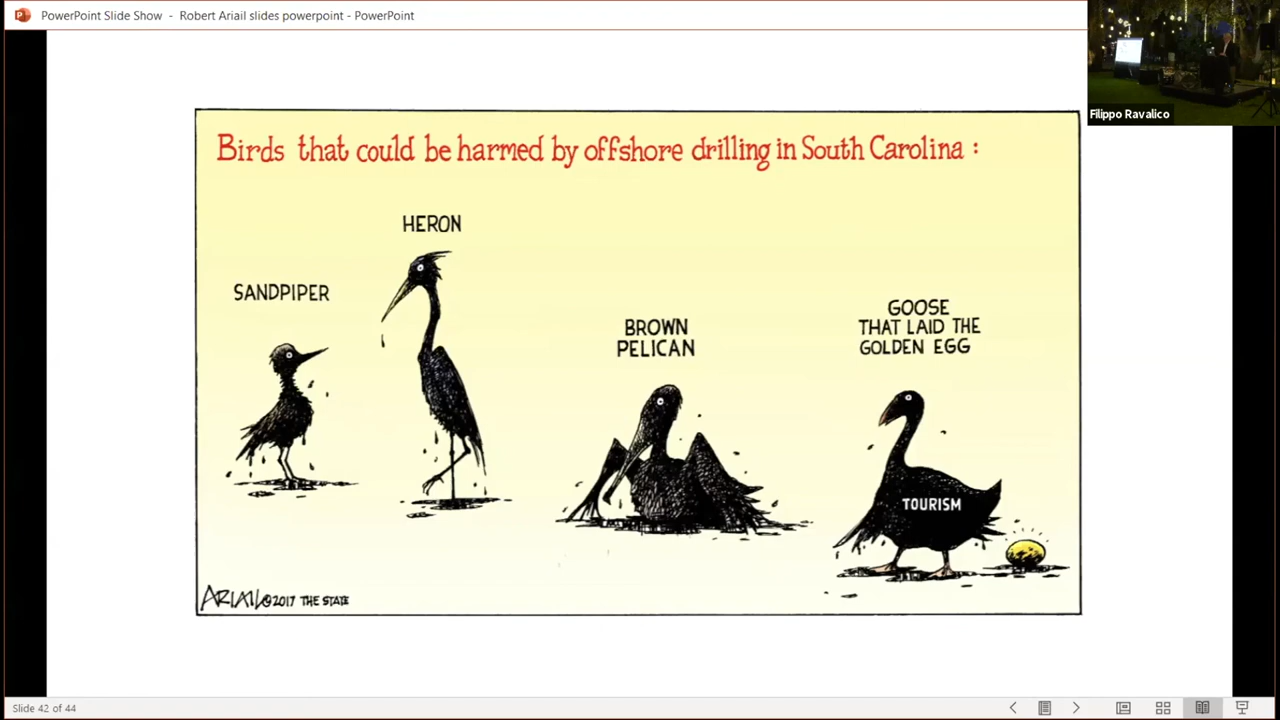 PowerPoint Slide Show - Robert Ariail slides powerpoint - PowerPoint
Filippo Ravalico
Birds that could be harmed by offshore drilling in South Carolina :
HERON
SANDPIPER
BROWN
PELICAN
GOOSE
THAT LAID THE
GOLDEN EGG
TOURISM
ARIAIL ©2017 THE STATE
Slide 42 of 44